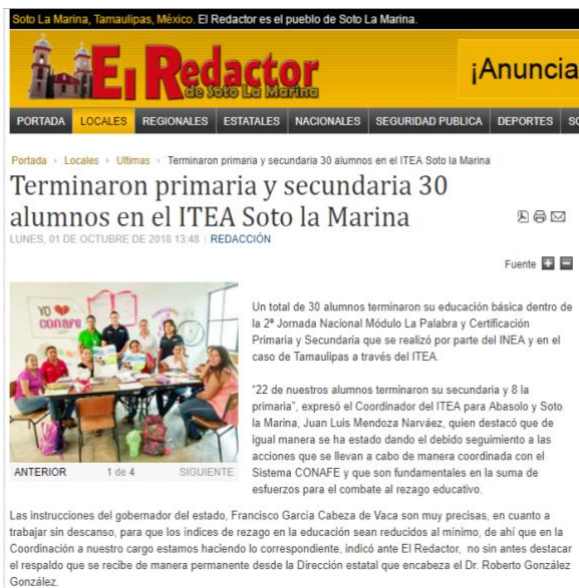 Soto La Marina, Tamaulipas, México. El Redactor es el pueblo de Soto La Marina.
El Redactor
de Soto La Marina
¡Anuncia
PORTADA LOCALES REGIONALES ESTATALES NACIONALES SEGURIDAD PUBLICA DEPORTES SO
Portada Locales Ultimas Terminaron primaria y secundaria 30 alumnos en el ITEA Soto la Marina
Terminaron primaria y secundaria 30
alumnos en el ITEA Soto la Marina
LUNES, 01 DE OCTUBRE DE 2018 13:48 | REDACCIÓN
Fuente + -
YO
conafe
Un total de 30 alumnos terminaron su educación básica dentro de
la 2ª Jornada Nacional Módulo La Palabra y Certificación
Primaria y Secundaria que se realizó por parte del INEA y en el
caso de Tamaulipas a través del ITEA.
"22 de nuestros alumnos terminaron su secundaria y 8 la
primaria", expresó el Coordinador del ITEA para Abasolo y Soto
la Marina, Juan Luis Mendoza Narváez, quien destacó que de
igual manera se ha estado dando el debido seguimiento a las
acciones que se llevan a cabo de manera coordinada con el
Sistema CONAFE y que son fundamentales en la suma de
esfuerzos para el combate al rezago educativo.
ANTERIOR 1 de 4 SIGUIENTE
Las instrucciones del gobernador del estado, Francisco García Cabeza de Vaca son muy precisas, en cuanto a
trabajar sin descanso, para que los índices de rezago en la educación sean reducidos al mínimo, de ahí que en la
Coordinación a nuestro cargo estamos haciendo lo correspondiente, indicó ante El Redactor, no sin antes destacar
el respaldo que se recibe de manera permanente desde la Dirección estatal que encabeza el Dr. Roberto González
González.